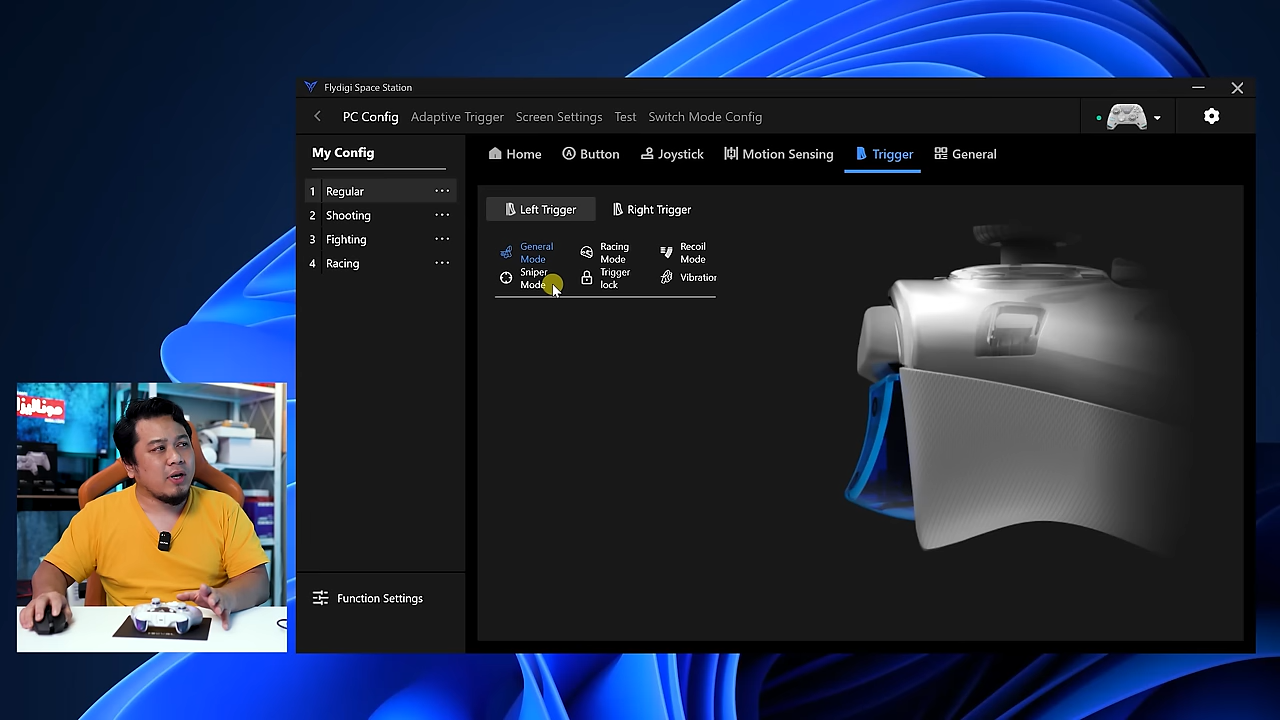 Flydigi Space Station
PC Config Adaptive Trigger Screen Settings Test Switch Mode Config
My Config
1 Regular
2 Shooting
3 Fighting
4 Racing
Function Settings
Home Button Joystick Motion Sensing Trigger General
Left Trigger Right Trigger
General Mode
Racing Mode
Recoil Mode
Sniper Mode
Trigger lock
Vibration